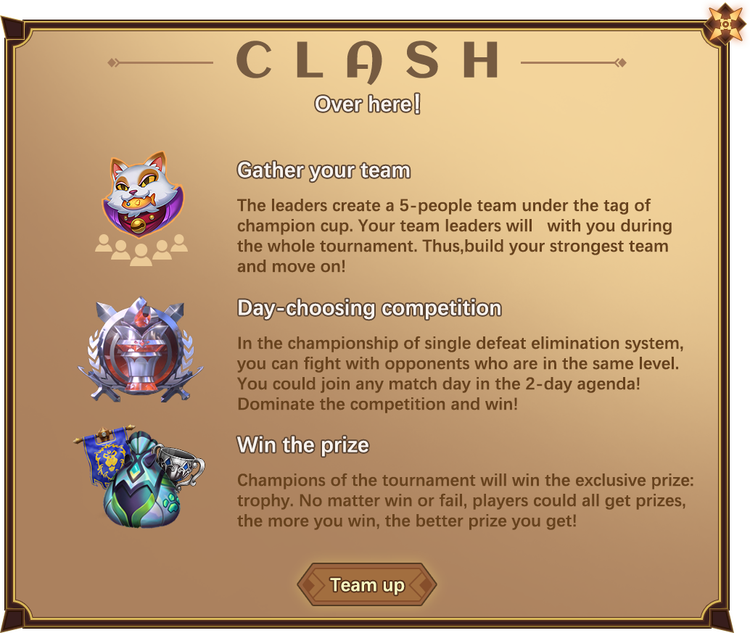 CLASH
Over here!
Gather your team
The leaders create a 5-people team under the tag of
champion cup. Your team leaders will with you during
the whole tournament. Thus,build your strongest team
and move on!
Day-choosing competition
In the championship of single defeat elimination system,
you can fight with opponents who are in the same level.
You could join any match day in the 2-day agenda!
Dominate the competition and win!
Win the prize
Champions of the tournament will win the exclusive prize:
trophy. No matter win or fail, players could all get prizes,
the more you win, the better prize you get!
Team up